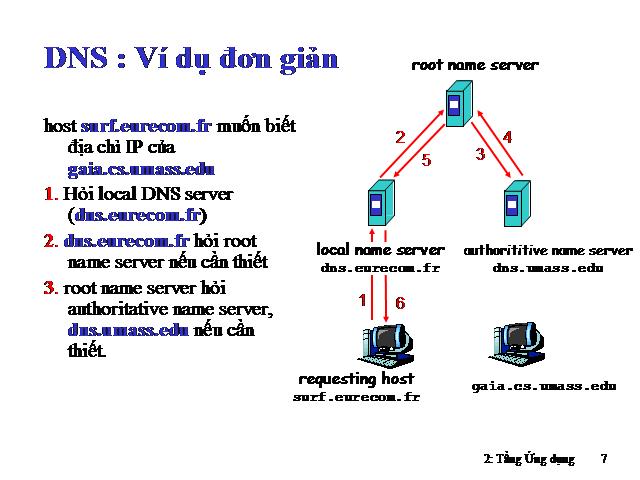 DNS : Ví dụ đơn giản
host surf.eurecom.fr muốn biết
địa chỉ IP của
gaia.cs.umass.edu
1. Hỏi local DNS server
(dns.eurecom.fr)
2. dns.eurecom.fr hỏi root
name server nếu cần thiết
3. root name server hỏi
authoritative name server,
dns.umass.edu nếu cần
thiết.
root name server
2
5
4
3
local name server
dns.eurecom.fr
authorititive name server
dns.umass.edu
1
6
requesting host
surf.eurecom.fr
gaia.cs.umass.edu
2: Tầng Ứng dụng 7